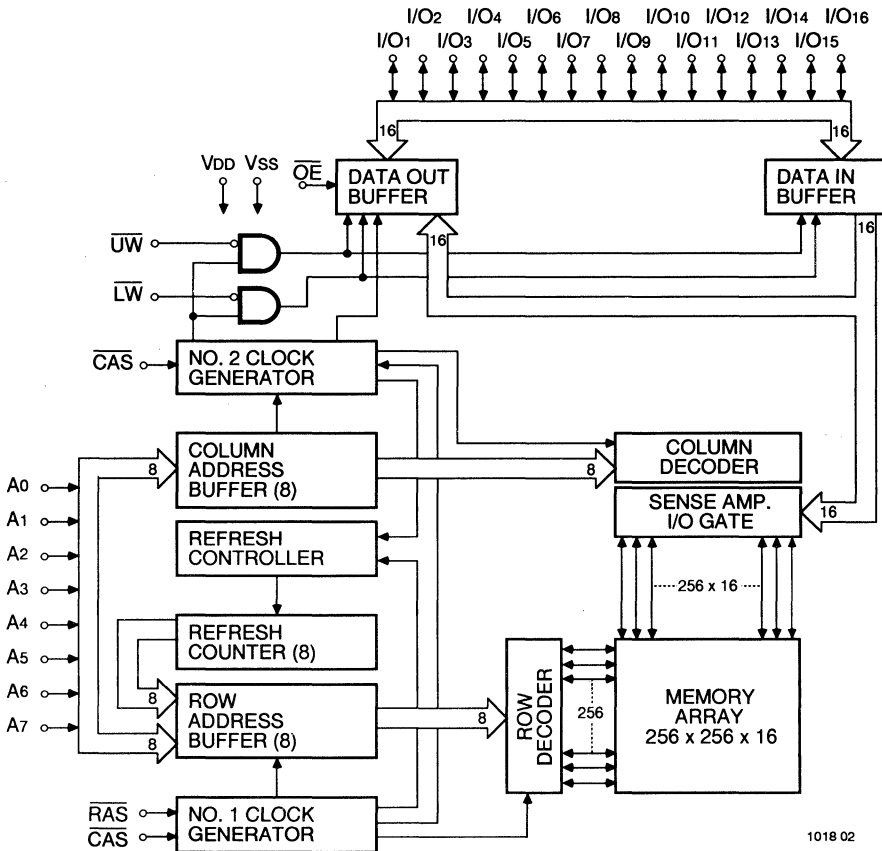 I/O2 I/O4 I/O6 I/O8 I/O10 I/O12 I/O14 I/O16
I/O1 I/O3 I/O5 I/O7 I/O9 I/O11 I/O13 I/O15
16 16
VDD VSS OE
DATA OUT
BUFFER
DATA IN
BUFFER
16 16
UW
LW
CAS
NO. 2 CLOCK
GENERATOR
COLUMN
ADDRESS
BUFFER (8)
8 8
COLUMN
DECODER
SENSE AMP.
I/O GATE
16
A0
A1
A2
A3
A4
A5
A6
A7
REFRESH
CONTROLLER
256 x 16
REFRESH
COUNTER (8)
8
ROW
ADDRESS
BUFFER (8)
8
8
ROW
DECODER
256
MEMORY
ARRAY
256 x 256 x 16
RAS
CAS
NO. 1 CLOCK
GENERATOR
1018 02